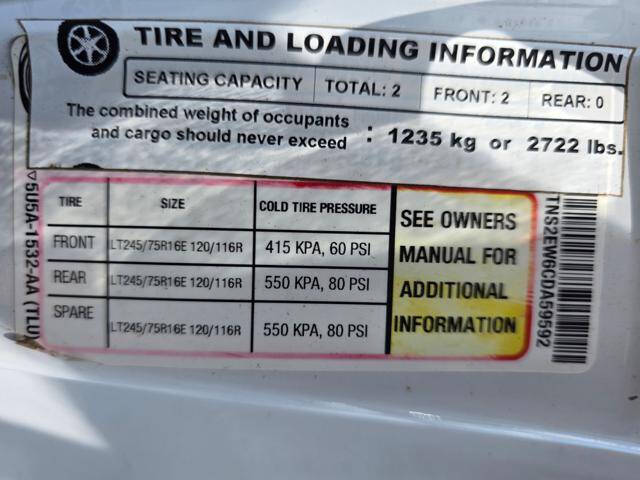 TIRE AND LOADING INFORMATION
SEATING CAPACITY TOTAL: 2 FRONT: 2 REAR: 0
The combined weight of occupants
and cargo should never exceed : 1235 kg or 2722 lbs.
TIRE SIZE COLD TIRE PRESSURE
FRONT LT245/75R16E 120/116R 415 KPA, 60 PSI
REAR LT245/75R16E 120/116R 550 KPA, 80 PSI
SPARE LT245/75R16E 120/116R 550 KPA, 80 PSI
SEE OWNERS
MANUAL FOR
ADDITIONAL
INFORMATION
5U5A-1532-AA (TLU)
TNS2EW6CDA59592